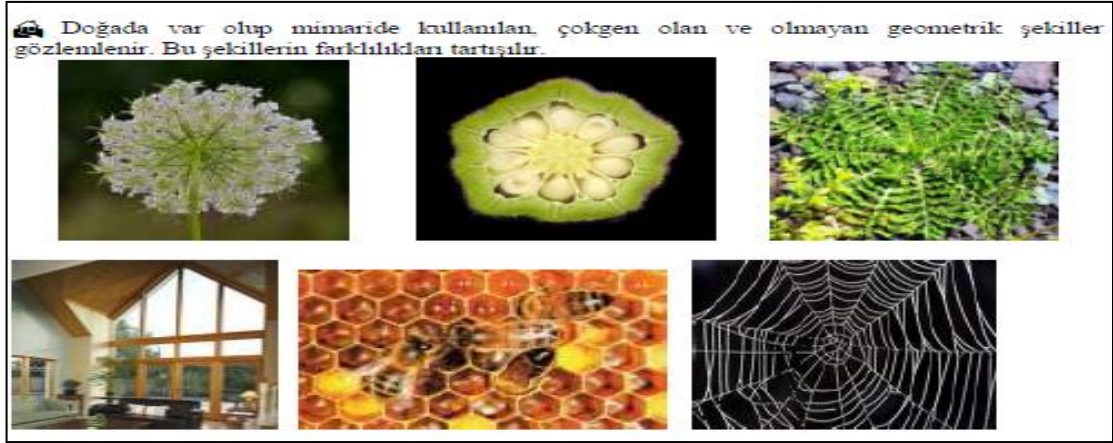 Doğada var olup mimaride kullanılan, çokgen olan ve olmayan geometrik şekiller
gözlemlenir. Bu şekillerin farklılıkları tartışılır.